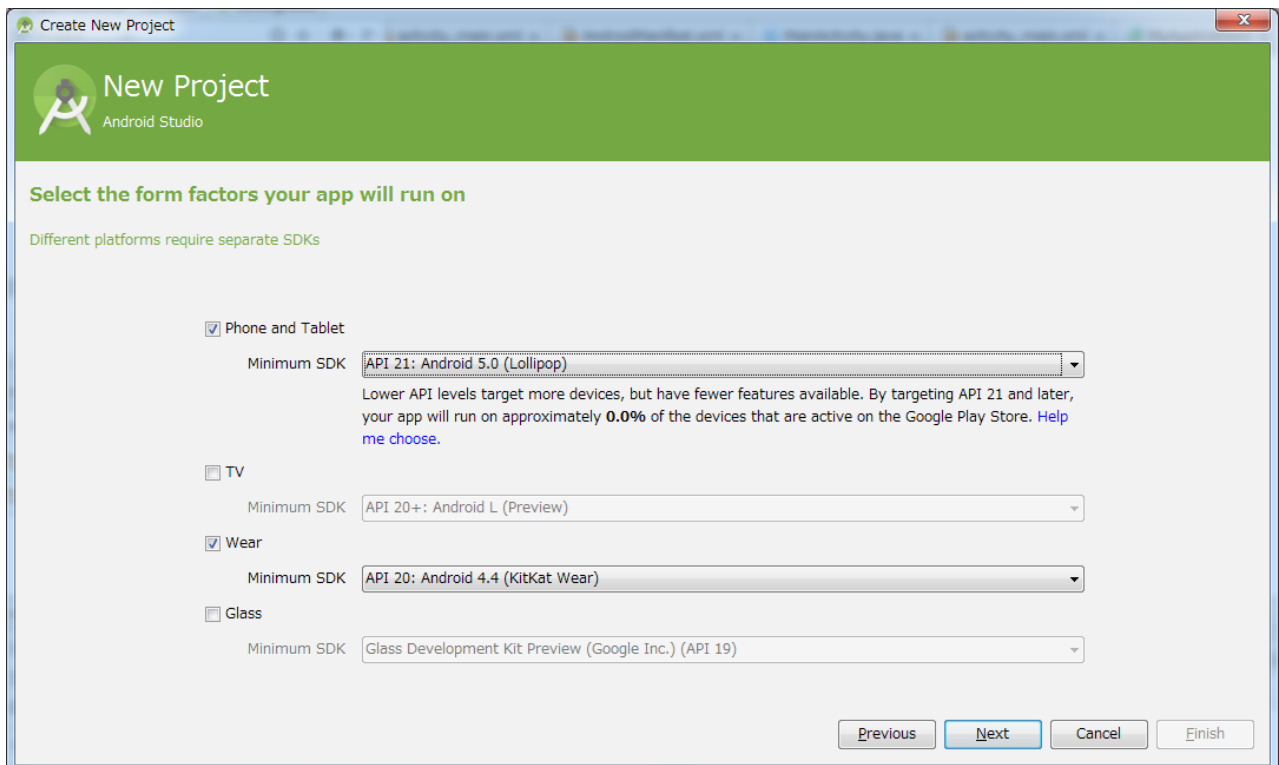 Create New Project
New Project
Android Studio
Select the form factors your app will run on
Different platforms require separate SDKs
Phone and Tablet
Minimum SDK API 21: Android 5.0 (Lollipop)
Lower API levels target more devices, but have fewer features available. By targeting API 21 and later,
your app will run on approximately 0.0% of the devices that are active on the Google Play Store. Help
me choose.
TV
Minimum SDK API 20+: Android L (Preview)
Wear
Minimum SDK API 20: Android 4.4 (KitKat Wear)
Glass
Minimum SDK Glass Development Kit Preview (Google Inc.) (API 19)
Previous Next Cancel Finish